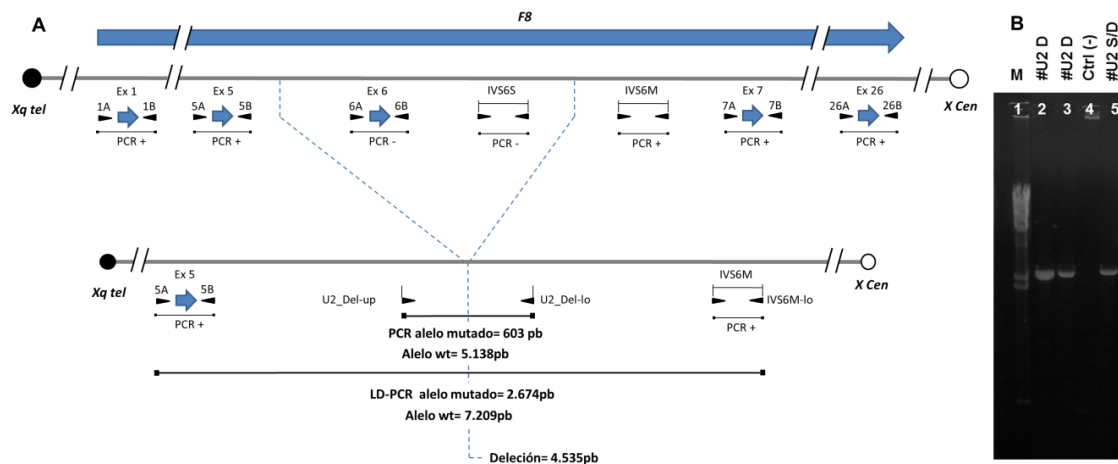 A
F8
Xq tel
X Cen
Ex 1
1A 1B
PCR +
Ex 5
5A 5B
PCR +
Ex 6
6A 6B
PCR -
IVS6S
PCR -
IVS6M
PCR +
Ex 7
7A 7B
PCR +
Ex 26
26A 26B
PCR +
Xq tel
X Cen
Ex 5
5A 5B
PCR +
U2_Del-up
U2_Del-lo
IVS6M
IVS6M-lo
PCR +
PCR alelo mutado= 603 pb
Alelo wt= 5.138pb
LD-PCR alelo mutado= 2.674pb
Alelo wt= 7.209pb
Deleción= 4.535pb
B
M
#U2 D
#U2 D
Ctrl (-)
#U2 S/D
1 2 3 4 5